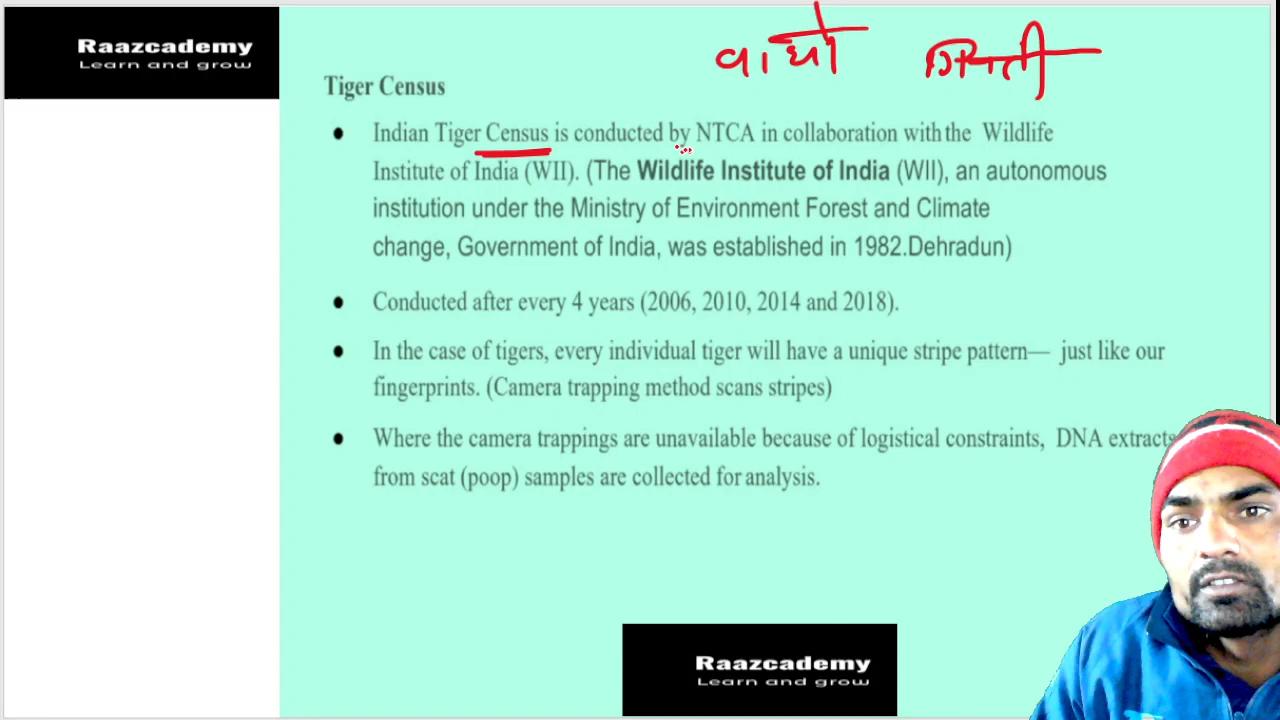 Raazcademy
Learn and grow
वाघो गिनती
Tiger Census
● Indian Tiger Census is conducted by NTCA in collaboration with the Wildlife
Institute of India (WII). (The Wildlife Institute of India (WII), an autonomous
institution under the Ministry of Environment Forest and Climate
change, Government of India, was established in 1982.Dehradun)
● Conducted after every 4 years (2006, 2010, 2014 and 2018).
● In the case of tigers, every individual tiger will have a unique stripe pattern— just like our
fingerprints. (Camera trapping method scans stripes)
● Where the camera trappings are unavailable because of logistical constraints, DNA extracts
from scat (poop) samples are collected for analysis.
Raazcademy
Learn and grow